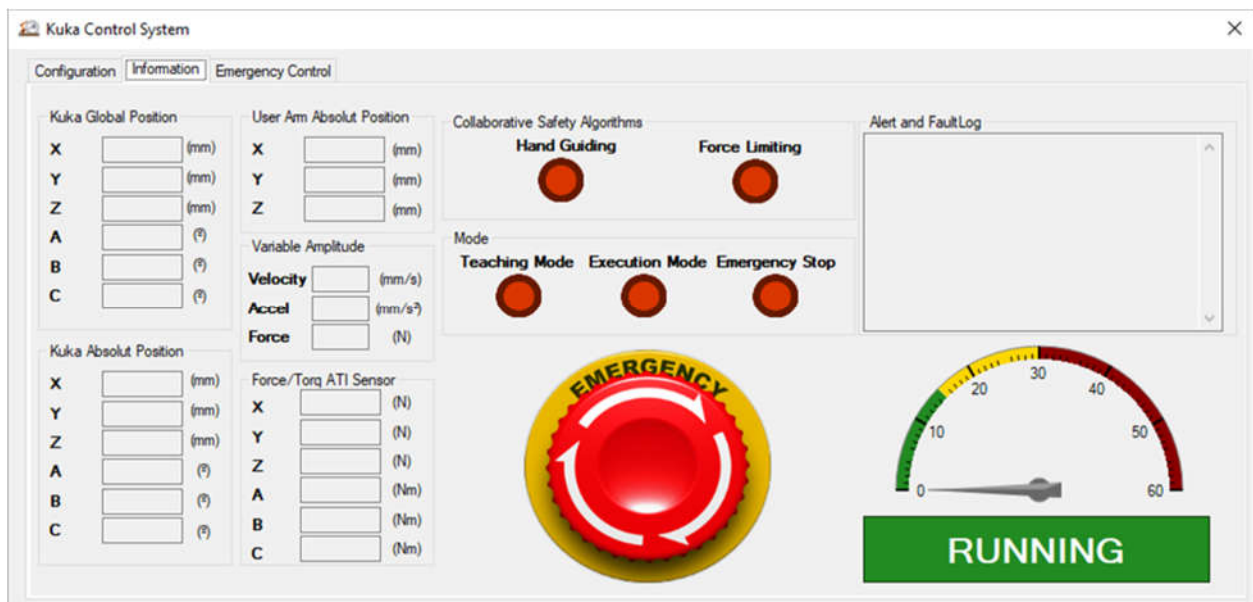 Kuka Control System
Configuration Information Emergency Control
Kuka Global Position
X (mm)
Y (mm)
Z (mm)
A (º)
B (º)
C (º)
Kuka Absolut Position
X (mm)
Y (mm)
Z (mm)
A (º)
B (º)
C (º)
User Arm Absolut Position
X (mm)
Y (mm)
Z (mm)
Variable Amplitude
Velocity (mm/s)
Accel (mm/s²)
Force (N)
Force/Torq ATI Sensor
X (N)
Y (N)
Z (N)
A (Nm)
B (Nm)
C (Nm)
Collaborative Safety Algorithms
Hand Guiding Force Limiting
Mode
Teaching Mode Execution Mode Emergency Stop
EMERGENCY
Alert and FaultLog
0 10 20 30 40 50 60
RUNNING